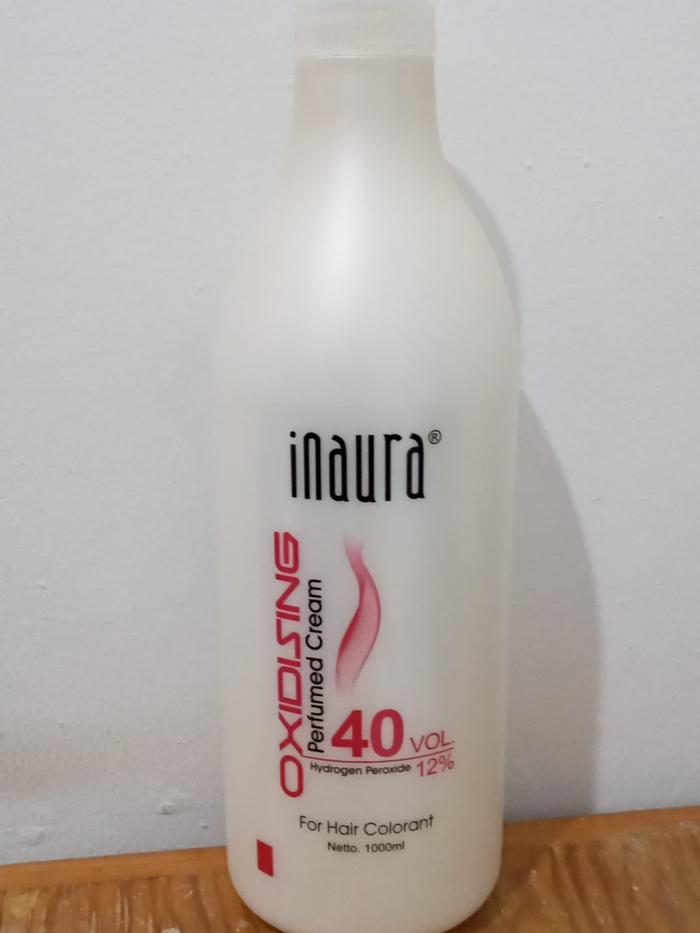 inaura®
OXIDISING
Perfumed Cream
40 VOL.
Hydrogen Peroxide 12%
For Hair Colorant
Netto. 1000ml